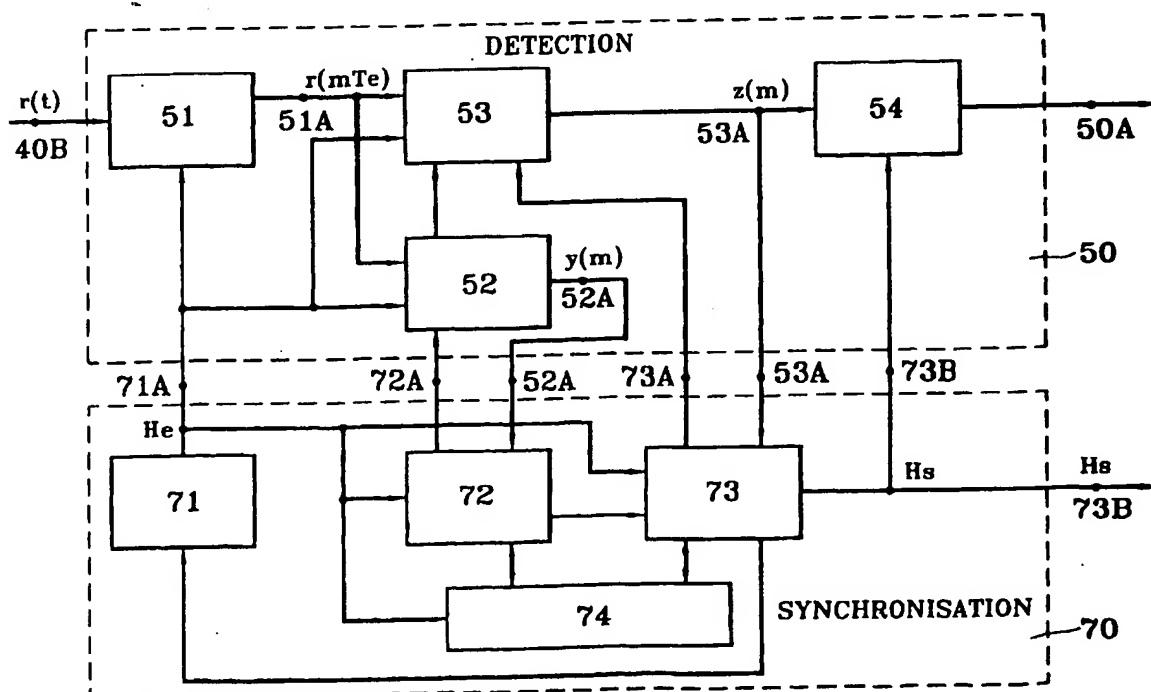 DETECTION
r(t)
40B
51
r(mTe)
51A
53
z(m)
53A
54
50A
52
y(m)
52A
50
71A
72A
52A
73A
53A
73B
He
71
72
73
Hs
Hs
73B
74
SYNCHRONISATION
70